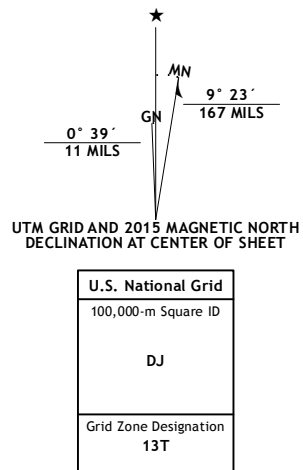 ★
MN
9° 23´
167 MILS
GN
0° 39´
11 MILS
UTM GRID AND 2015 MAGNETIC NORTH
DECLINATION AT CENTER OF SHEET
U.S. National Grid
100,000-m Square ID
DJ
Grid Zone Designation
13T